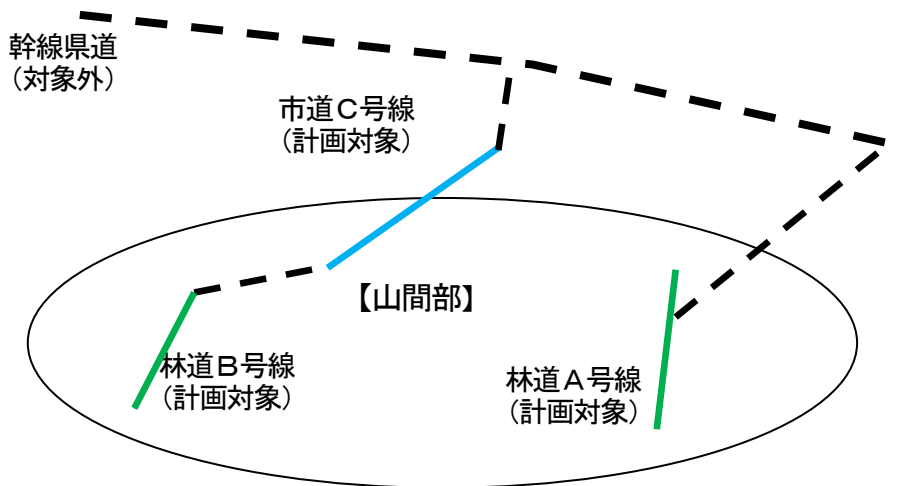 幹線県道
（対象外）
市道Ｃ号線
（計画対象）
【山間部】
林道Ｂ号線
（計画対象）
林道Ａ号線
（計画対象）